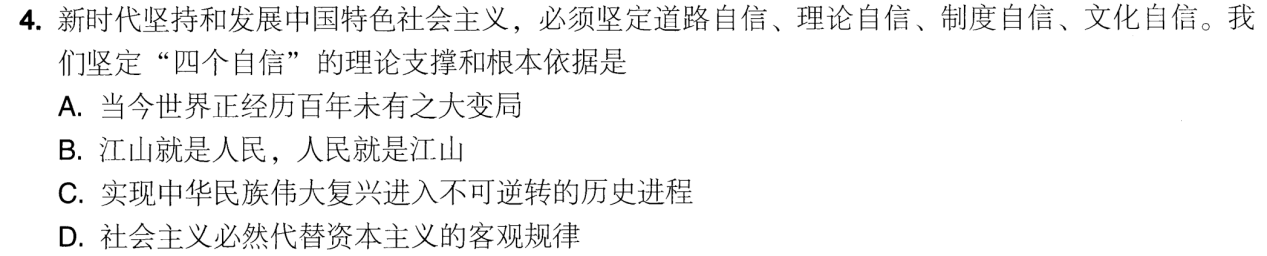 4. 新时代坚持和发展中国特色社会主义，必须坚定道路自信、理论自信、制度自信、文化自信。我
们坚定“四个自信”的理论支撑和根本依据是
A. 当今世界正经历百年未有之大变局
B. 江山就是人民，人民就是江山
C. 实现中华民族伟大复兴进入不可逆转的历史进程
D. 社会主义必然代替资本主义的客观规律